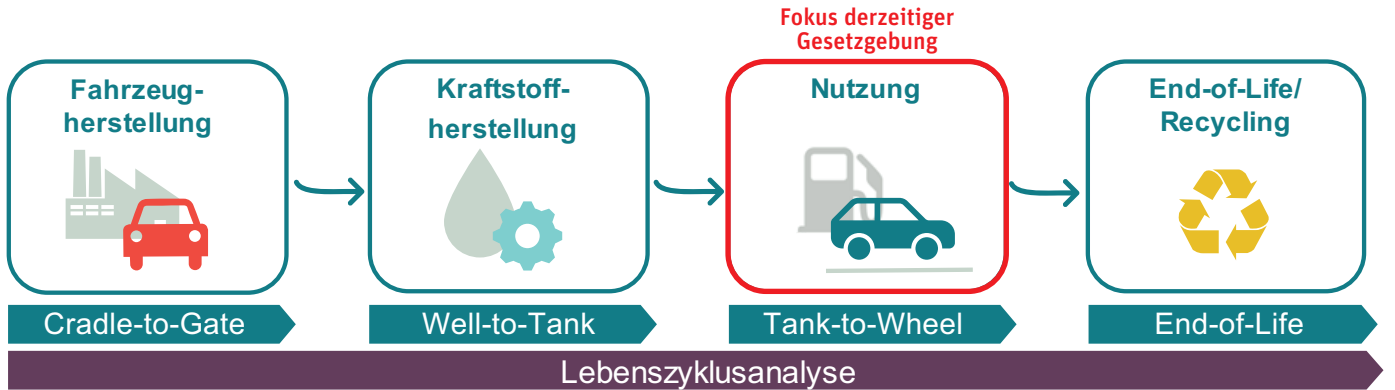 Fokus derzeitiger
Gesetzgebung
Fahrzeug-
herstellung
Kraftstoff-
herstellung
Nutzung
End-of-Life/
Recycling
Cradle-to-Gate
Well-to-Tank
Tank-to-Wheel
End-of-Life
Lebenszyklusanalyse